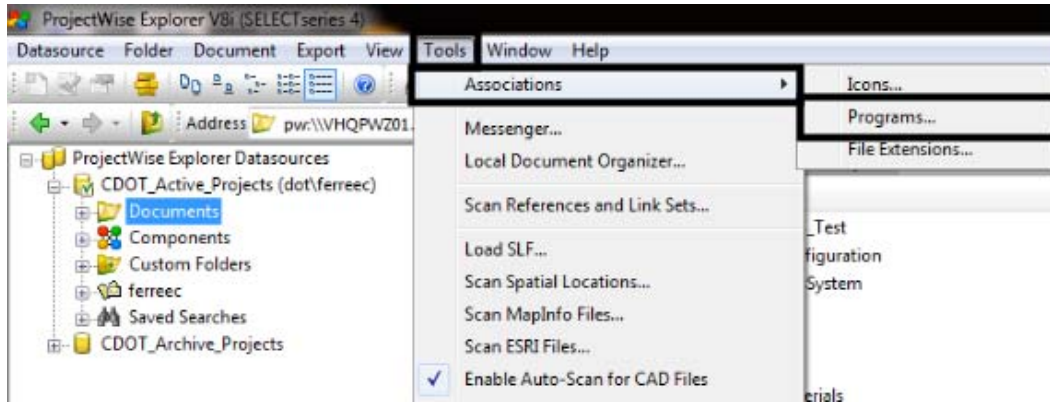 ProjectWise Explorer V8i (SELECTseries 4)
Datasource Folder Document Export View Tools Window Help
Address pw:\\VHQPWZ01.
ProjectWise Explorer Datasources
CDOT_Active_Projects (dot\ferreec)
Documents
Components
Custom Folders
ferreec
Saved Searches
CDOT_Archive_Projects
Associations
Messenger...
Local Document Organizer...
Scan References and Link Sets...
Load SLF...
Scan Spatial Locations...
Scan MapInfo Files...
Scan ESRI Files...
Enable Auto-Scan for CAD Files
Icons...
Programs...
File Extensions...
_Test
figuration
System
erials